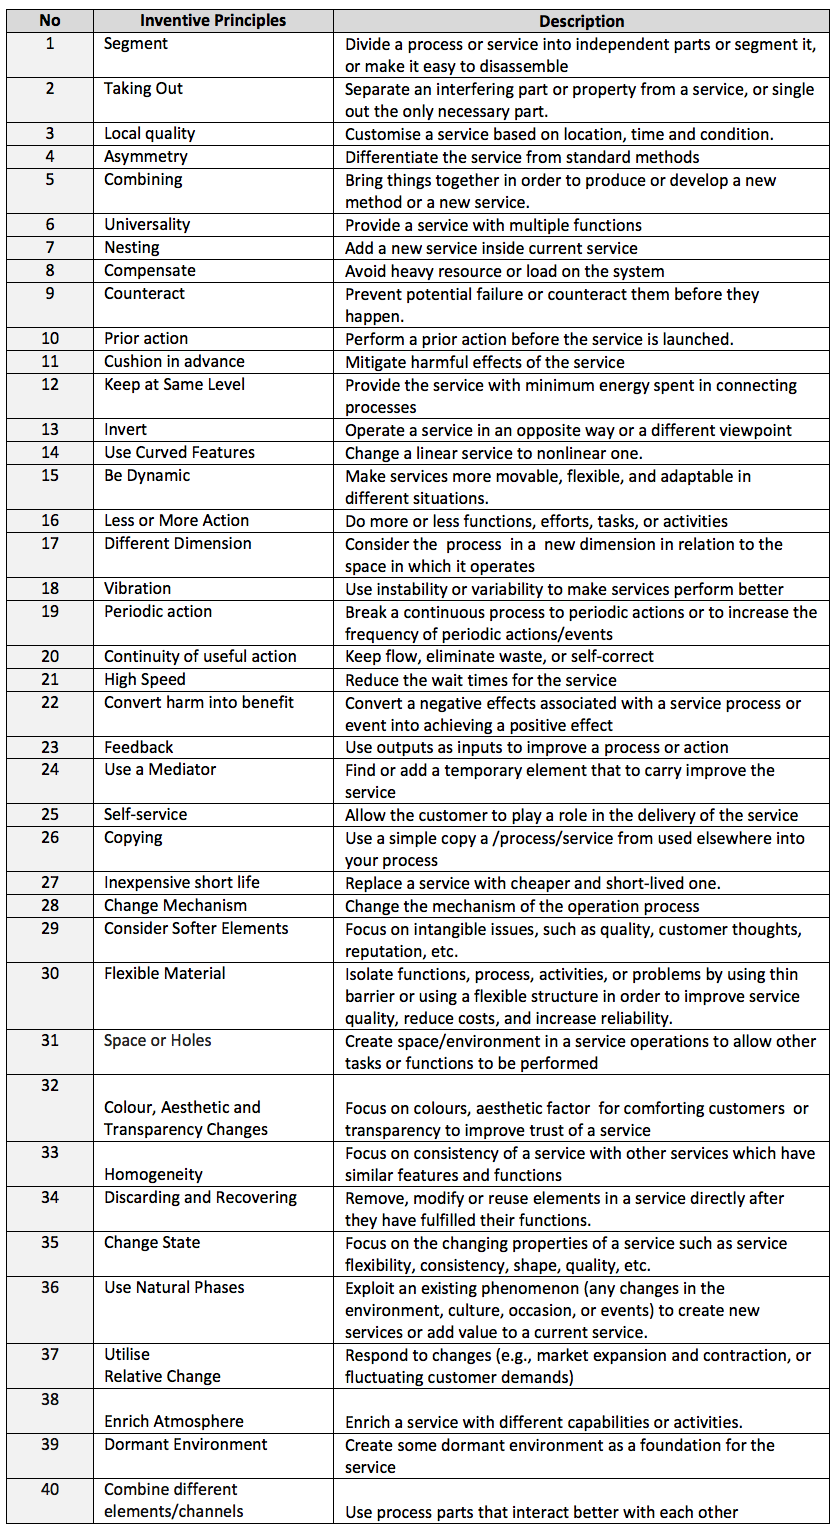 No Inventive Principles Description
1 Segment Divide a process or service into independent parts or segment it,
or make it easy to disassemble
2 Taking Out Separate an interfering part or property from a service, or single
out the only necessary part.
3 Local quality Customise a service based on location, time and condition.
4 Asymmetry Differentiate the service from standard methods
5 Combining Bring things together in order to produce or develop a new
method or a new service.
6 Universality Provide a service with multiple functions
7 Nesting Add a new service inside current service
8 Compensate Avoid heavy resource or load on the system
9 Counteract Prevent potential failure or counteract them before they
happen.
10 Prior action Perform a prior action before the service is launched.
11 Cushion in advance Mitigate harmful effects of the service
12 Keep at Same Level Provide the service with minimum energy spent in connecting
processes
13 Invert Operate a service in an opposite way or a different viewpoint
14 Use Curved Features Change a linear service to nonlinear one.
15 Be Dynamic Make services more movable, flexible, and adaptable in
different situations.
16 Less or More Action Do more or less functions, efforts, tasks, or activities
17 Different Dimension Consider the process in a new dimension in relation to the
space in which it operates
18 Vibration Use instability or variability to make services perform better
19 Periodic action Break a continuous process to periodic actions or to increase the
frequency of periodic actions/events
20 Continuity of useful action Keep flow, eliminate waste, or self-correct
21 High Speed Reduce the wait times for the service
22 Convert harm into benefit Convert a negative effects associated with a service process or
event into achieving a positive effect
23 Feedback Use outputs as inputs to improve a process or action
24 Use a Mediator Find or add a temporary element that to carry improve the
service
25 Self-service Allow the customer to play a role in the delivery of the service
26 Copying Use a simple copy a /process/service from used elsewhere into
your process
27 Inexpensive short life Replace a service with cheaper and short-lived one.
28 Change Mechanism Change the mechanism of the operation process
29 Consider Softer Elements Focus on intangible issues, such as quality, customer thoughts,
reputation, etc.
30 Flexible Material Isolate functions, process, activities, or problems by using thin
barrier or using a flexible structure in order to improve service
quality, reduce costs, and increase reliability.
31 Space or Holes Create space/environment in a service operations to allow other
tasks or functions to be performed
32
Colour, Aesthetic and Focus on colours, aesthetic factor for comforting customers or
Transparency Changes transparency to improve trust of a service
33 Focus on consistency of a service with other services which have
Homogeneity similar features and functions
34 Discarding and Recovering Remove, modify or reuse elements in a service directly after
they have fulfilled their functions.
35 Change State Focus on the changing properties of a service such as service
flexibility, consistency, shape, quality, etc.
36 Use Natural Phases Exploit an existing phenomenon (any changes in the
environment, culture, occasion, or events) to create new
services or add value to a current service.
37 Utilise Respond to changes (e.g., market expansion and contraction, or
Relative Change fluctuating customer demands)
38
Enrich Atmosphere Enrich a service with different capabilities or activities.
39 Dormant Environment Create some dormant environment as a foundation for the
service
40 Combine different
elements/channels Use process parts that interact better with each other